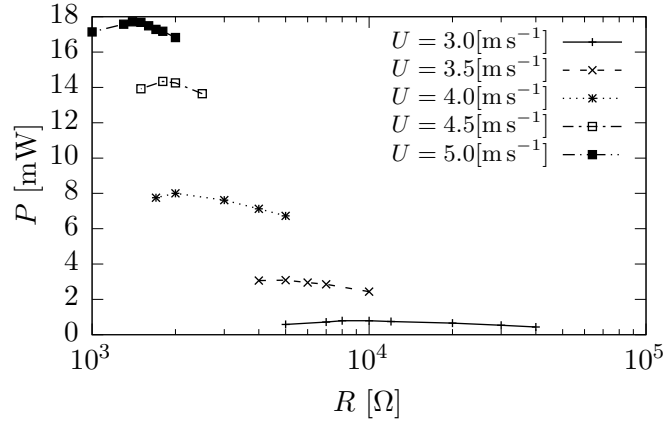 18
16
14
12
10
8
6
4
2
0
P [mW]
10³
10⁴
10⁵
R [Ω]
U = 3.0[m s⁻¹]
U = 3.5[m s⁻¹]
U = 4.0[m s⁻¹]
U = 4.5[m s⁻¹]
U = 5.0[m s⁻¹]